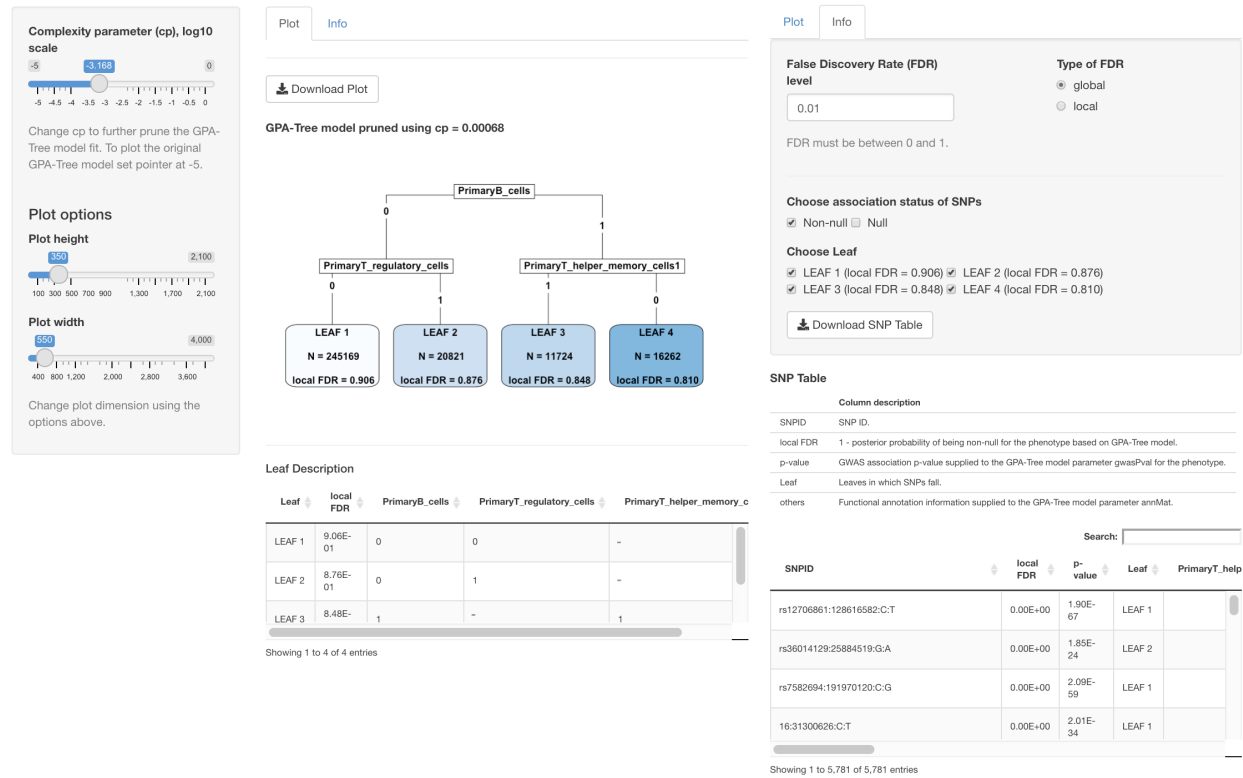 Complexity parameter (cp), log10
scale
-5 -3.168 0
-5 -4.5 -4 -3.5 -3 -2.5 -2 -1.5 -1 -0.5 0
Change cp to further prune the GPA-
Tree model fit. To plot the original
GPA-Tree model set pointer at -5.
Plot options
Plot height
350 2,100
100 300 500 700 900 1,300 1,700 2,100
Plot width
550 4,000
400 800 1,200 2,000 2,800 3,600
Change plot dimension using the
options above.
Plot Info
Download Plot
GPA-Tree model pruned using cp = 0.00068
PrimaryB_cells
0
1
PrimaryT_regulatory_cells PrimaryT_helper_memory_cells1
0 1
1 0
LEAF 1 LEAF 2 LEAF 3 LEAF 4
N = 245169 N = 20821 N = 11724 N = 16262
local FDR = 0.906 local FDR = 0.876 local FDR = 0.848 local FDR = 0.810
Leaf Description
Leaf local FDR PrimaryB_cells PrimaryT_regulatory_cells PrimaryT_helper_memory_c
LEAF 1 9.06E-01 0 0 -
LEAF 2 8.76E-01 0 1 -
LEAF 3 8.48E- 1 - 1
Showing 1 to 4 of 4 entries
Plot Info
False Discovery Rate (FDR)
level
0.01
FDR must be between 0 and 1.
Type of FDR
global
local
Choose association status of SNPs
Non-null Null
Choose Leaf
LEAF 1 (local FDR = 0.906) LEAF 2 (local FDR = 0.876)
LEAF 3 (local FDR = 0.848) LEAF 4 (local FDR = 0.810)
Download SNP Table
SNP Table
Column description
SNPID SNP ID.
local FDR 1 - posterior probability of being non-null for the phenotype based on GPA-Tree model.
p-value GWAS association p-value supplied to the GPA-Tree model parameter gwasPval for the phenotype.
Leaf Leaves in which SNPs fall.
others Functional annotation information supplied to the GPA-Tree model parameter annMat.
Search:
SNPID local FDR p-value Leaf PrimaryT_help
rs12706861:128616582:C:T 0.00E+00 1.90E-67 LEAF 1
rs36014129:25884519:G:A 0.00E+00 1.85E-24 LEAF 2
rs7582694:191970120:C:G 0.00E+00 2.09E-59 LEAF 1
16:31300626:C:T 0.00E+00 2.01E-34 LEAF 1
Showing 1 to 5,781 of 5,781 entries